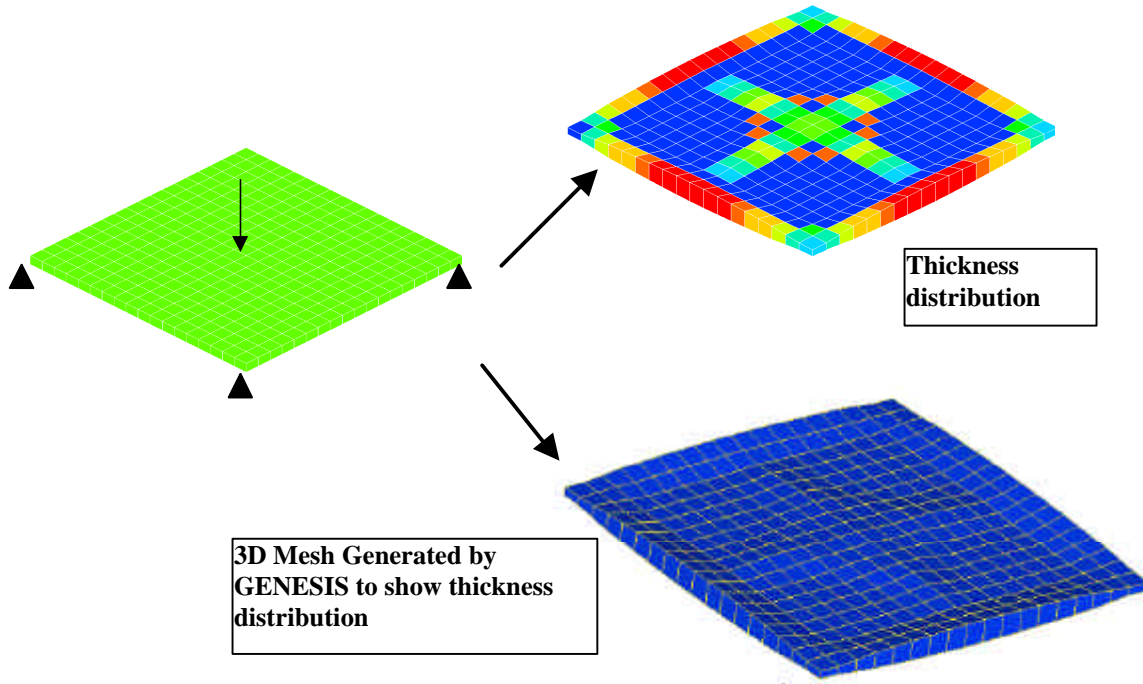 Thickness
distribution
3D Mesh Generated by
GENESIS to show thickness
distribution